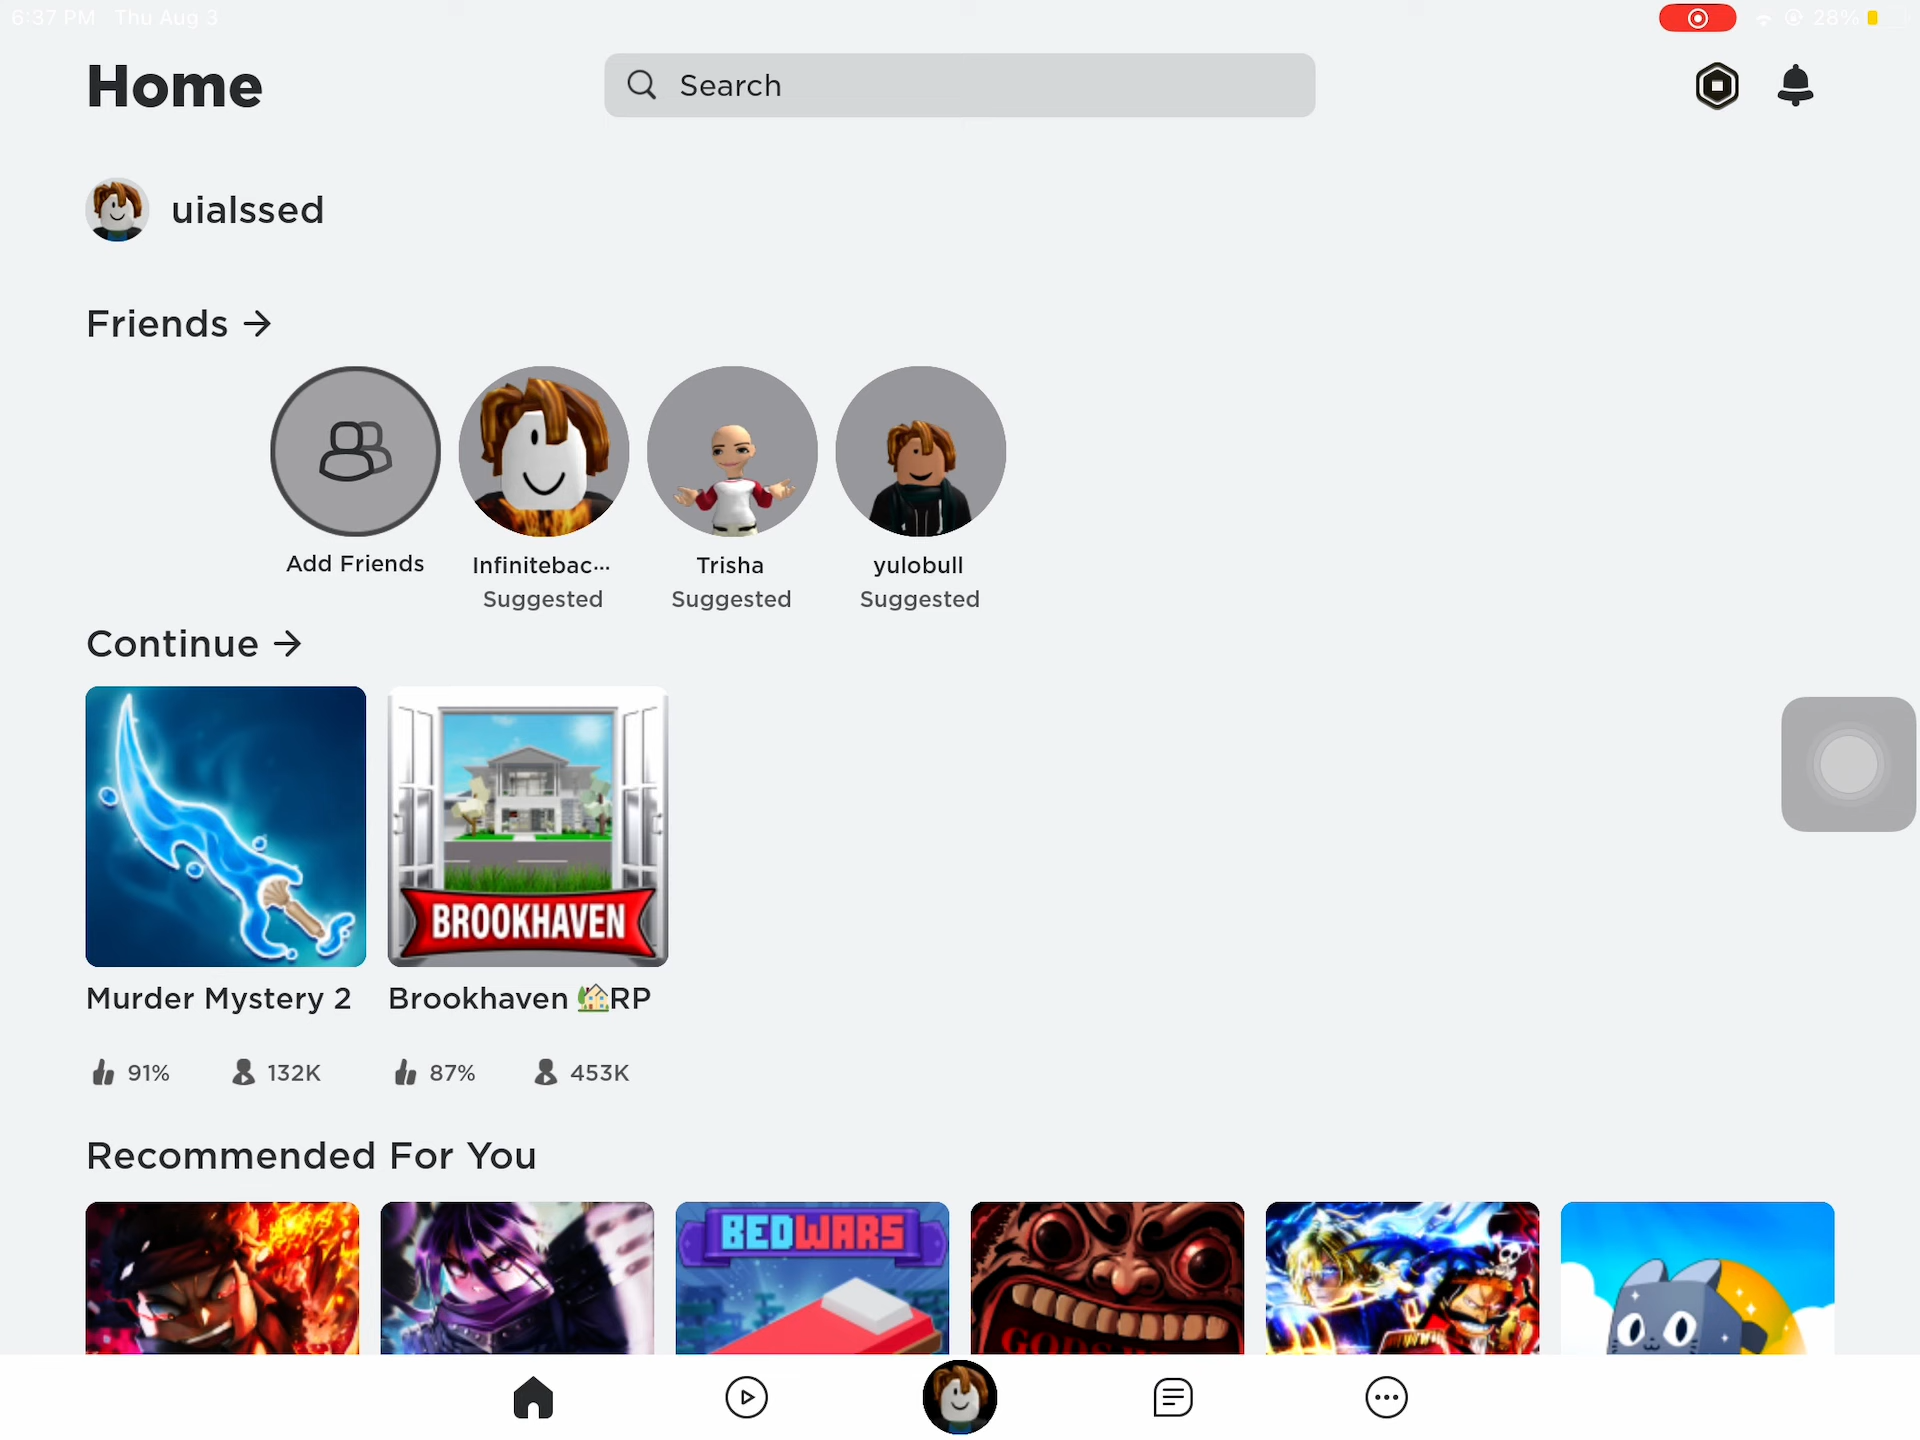 6:37 PM Thu Aug 3
28%
Home
Search
uialssed
Friends →
Add Friends
Infinitebac...
Suggested
Trisha
Suggested
yulobull
Suggested
Continue →
BROOKHAVEN
Murder Mystery 2
Brookhaven 🏡RP
91%
132K
87%
453K
Recommended For You
BEDWARS